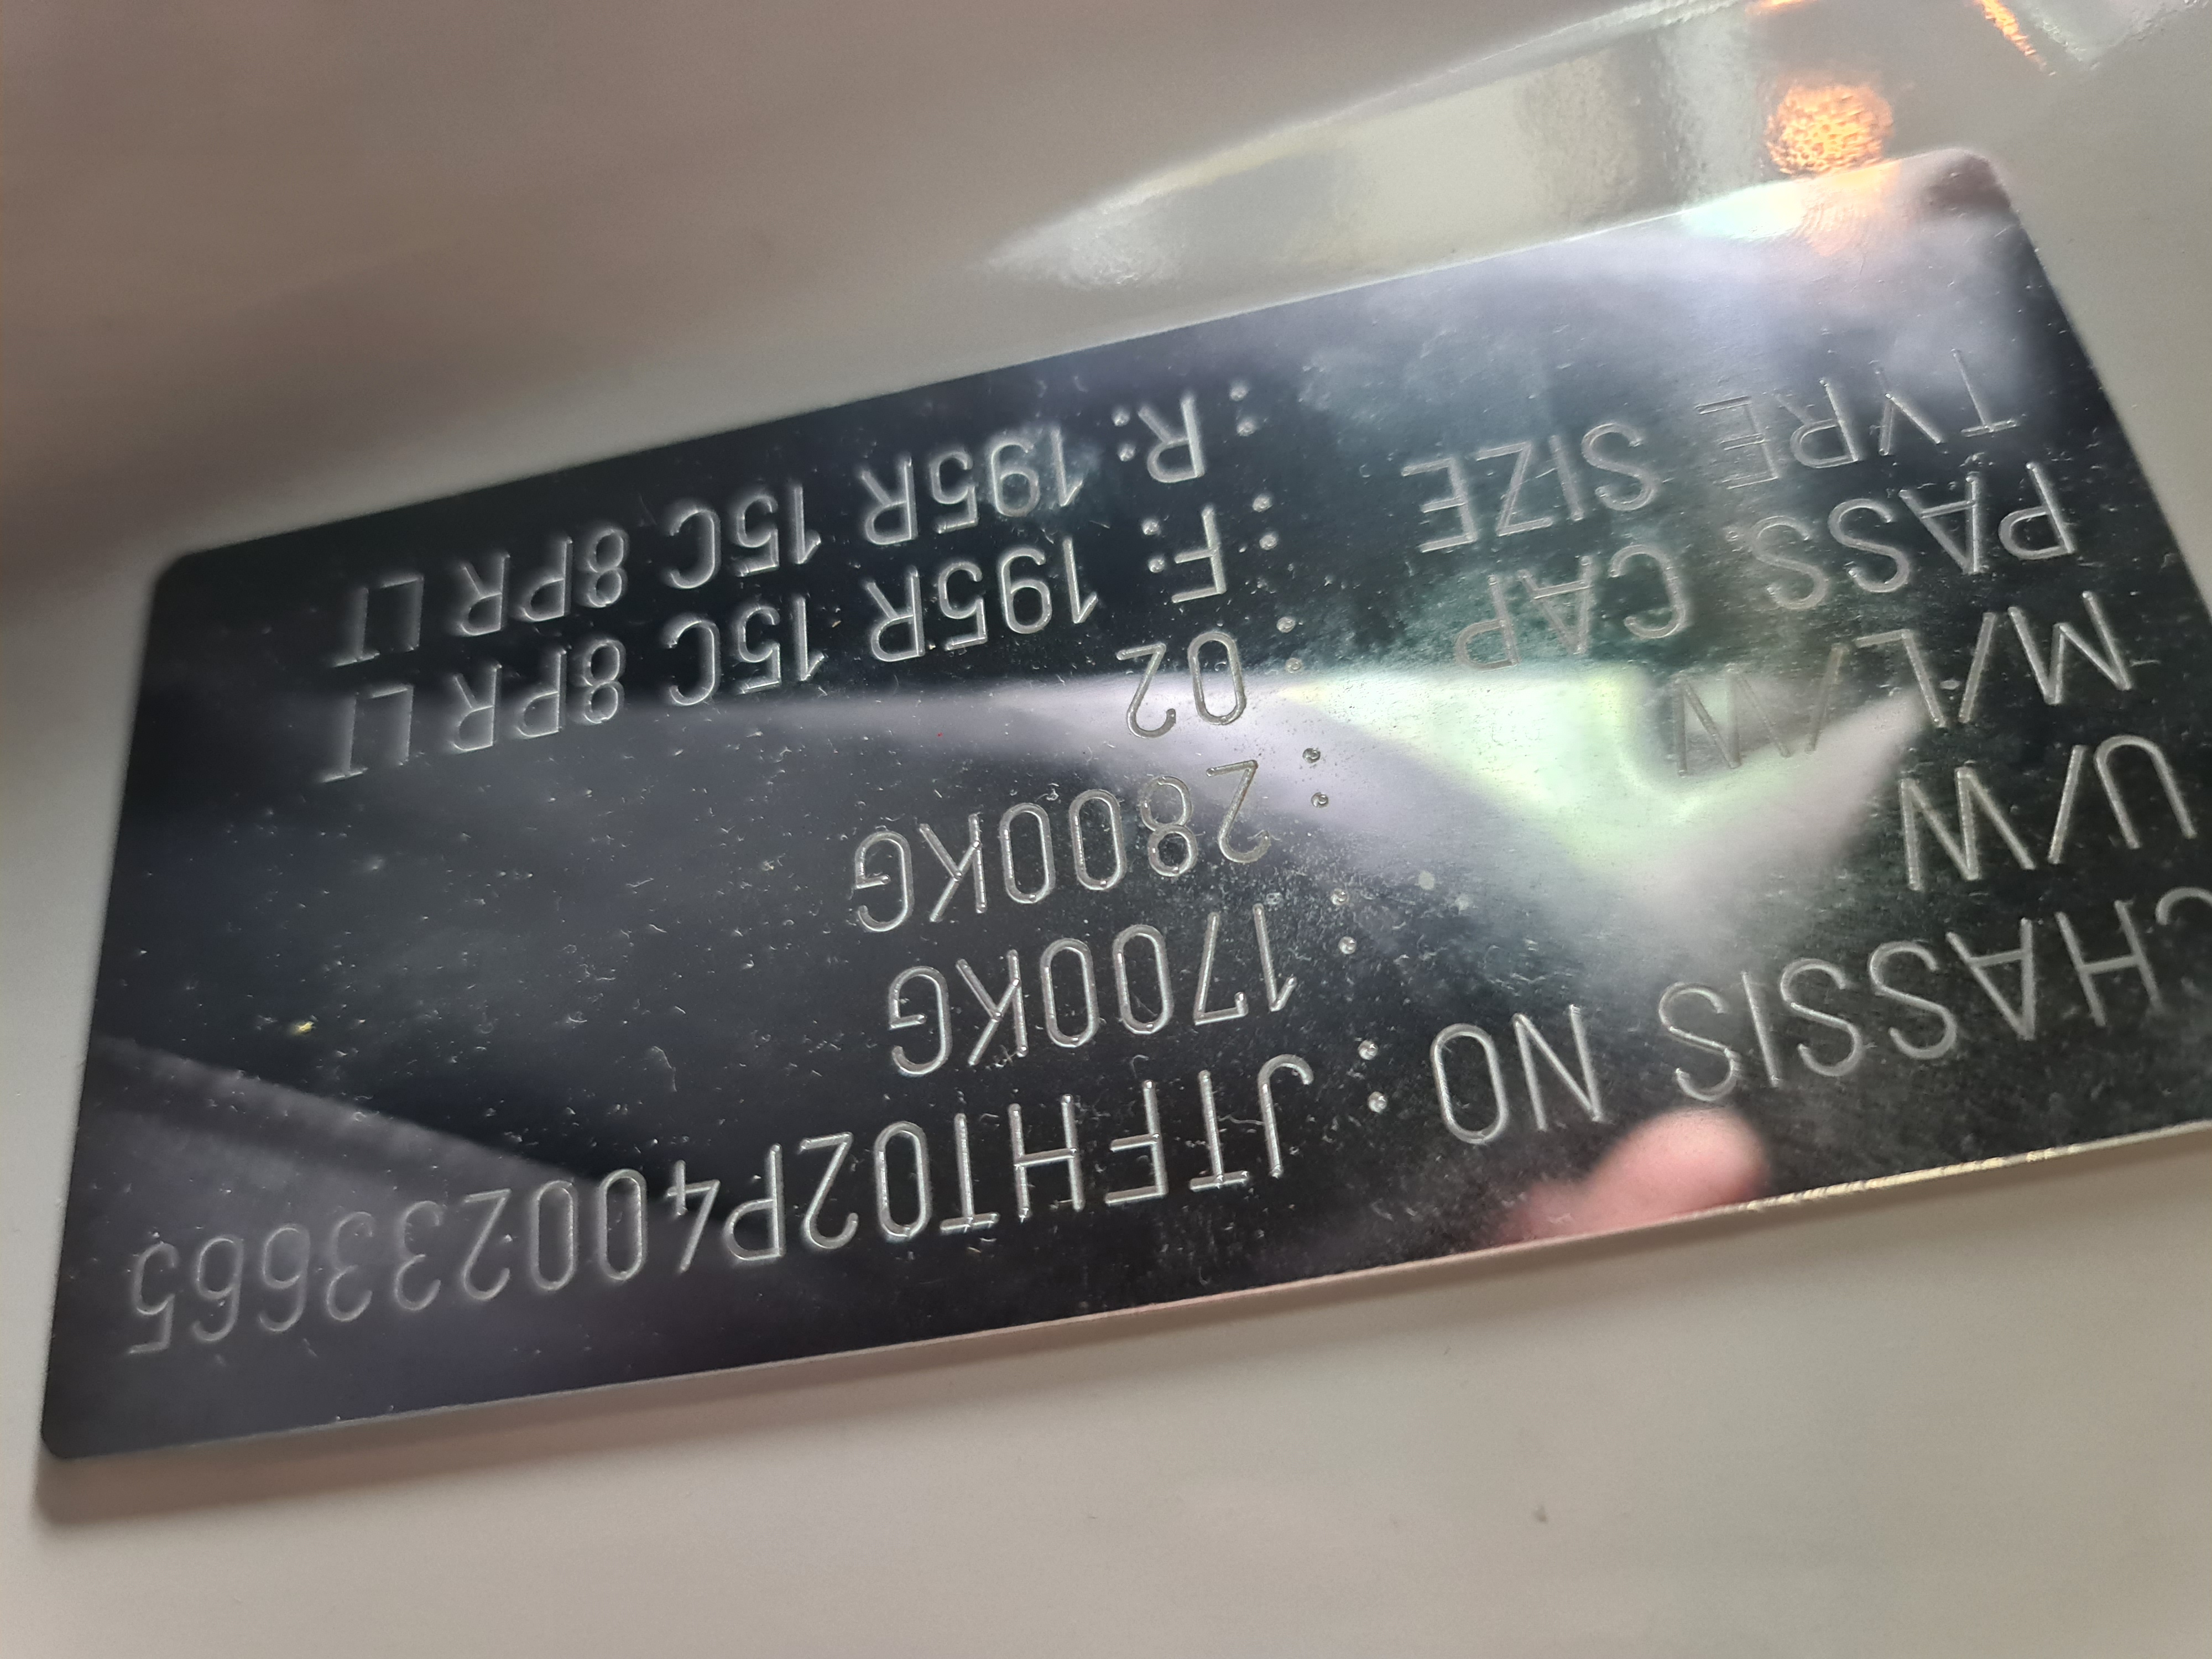 CHASSIS NO : JTFHT02P400233665
U/W : 1700KG
M/L/W : 2800KG
PASS CAP : 02
TYRE SIZE : F: 195R 15C 8PR LT
: R: 195R 15C 8PR LT